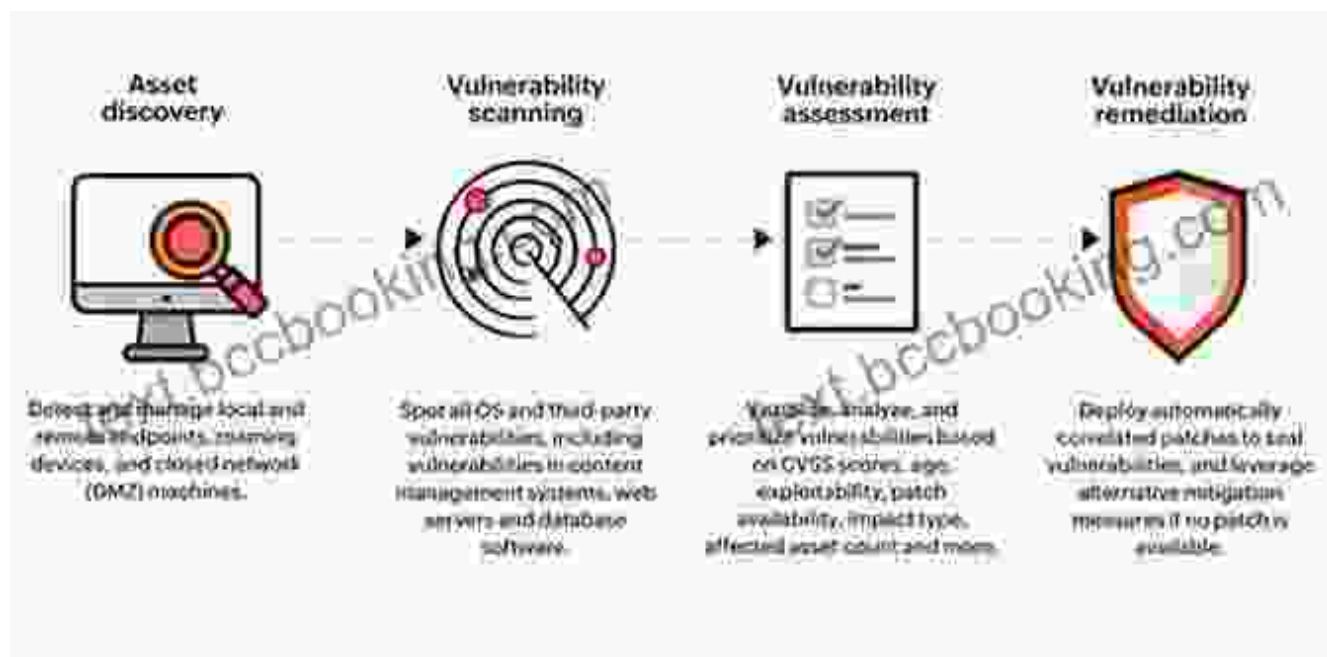 Asset
discovery
Vulnerability
scanning
Vulnerability
assessment
Vulnerability
remediation
Detect and manage local and
remote endpoints, roaming
devices, and closed network
(DMZ) machines.
Spot all OS and third-party
vulnerabilities, including
vulnerabilities in content
management systems, web
servers and database
software.
analyze, and
prioritize vulnerabilities based
on CVSS scores, age,
exploitability, patch
availability, impact type,
affected asset count and more.
Deploy automatically
correlated patches to seal
vulnerabilities, and leverage
alternative mitigation
measures if no patch is
available.
text.bccbooking.com
text.bccbooking.com